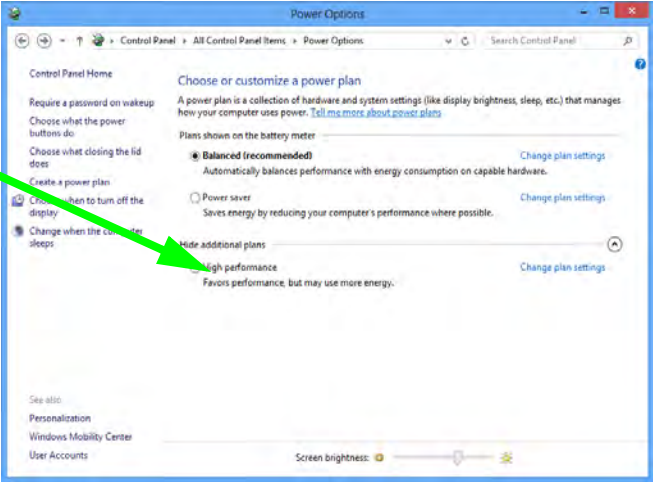 Power Options
Control Panel All Control Panel Items Power Options Search Control Panel
Control Panel Home
Require a password on wakeup
Choose what the power
buttons do
Choose what closing the lid
does
Create a power plan
when to turn off the
display
Change when the
sleeps
See also
Personalization
Windows Mobility Center
User Accounts
Choose or customize a power plan
A power plan is a collection of hardware and system settings (like display brightness, sleep, etc.) that manages
how your computer uses power. Tell me more about power plans
Plans shown on the battery meter
Balanced (recommended) Change plan settings
Automatically balances performance with energy consumption on capable hardware.
Power saver Change plan settings
Saves energy by reducing your computer's performance where possible.
Hide additional plans
High performance Change plan settings
Favors performance, but may use more energy.
Screen brightness: